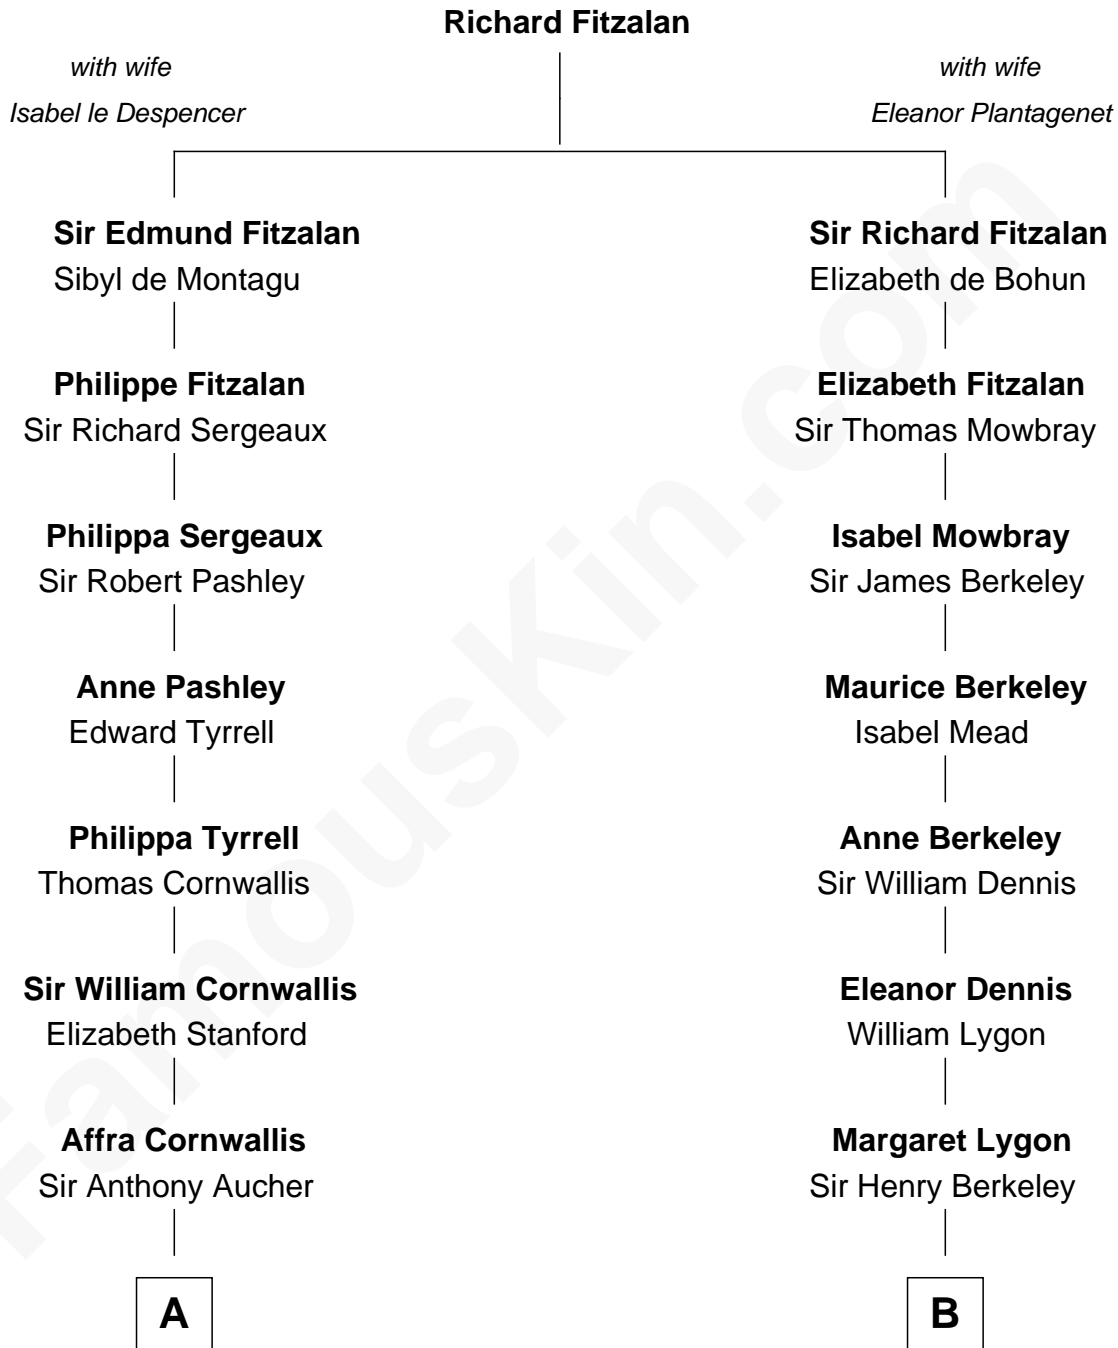 Richard Fitzalan
with wife
Isabel le Despencer
with wife
Eleanor Plantagenet
Sir Edmund Fitzalan
Sibyl de Montagu
Sir Richard Fitzalan
Elizabeth de Bohun
Philippe Fitzalan
Sir Richard Sergeaux
Elizabeth Fitzalan
Sir Thomas Mowbray
Philippa Sergeaux
Sir Robert Pashley
Isabel Mowbray
Sir James Berkeley
Anne Pashley
Edward Tyrrell
Maurice Berkeley
Isabel Mead
Philippa Tyrrell
Thomas Cornwallis
Anne Berkeley
Sir William Dennis
Sir William Cornwallis
Elizabeth Stanford
Eleanor Dennis
William Lygon
Affra Cornwallis
Sir Anthony Aucher
Margaret Lygon
Sir Henry Berkeley
A
B
FamousKin.com